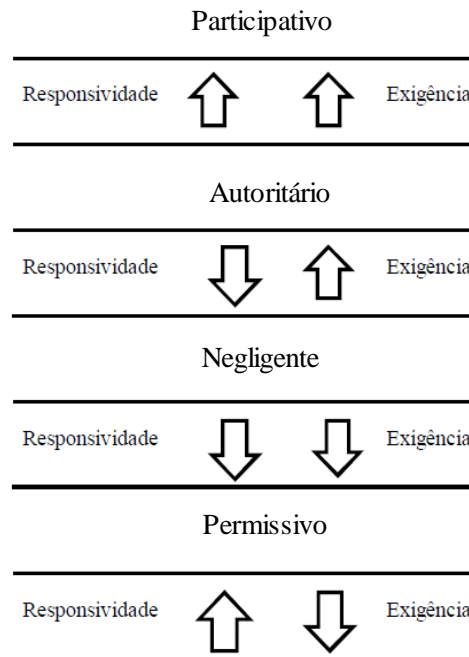 Participativo
Responsividade Exigência
Autoritário
Responsividade Exigência
Negligente
Responsividade Exigência
Permissivo
Responsividade Exigência